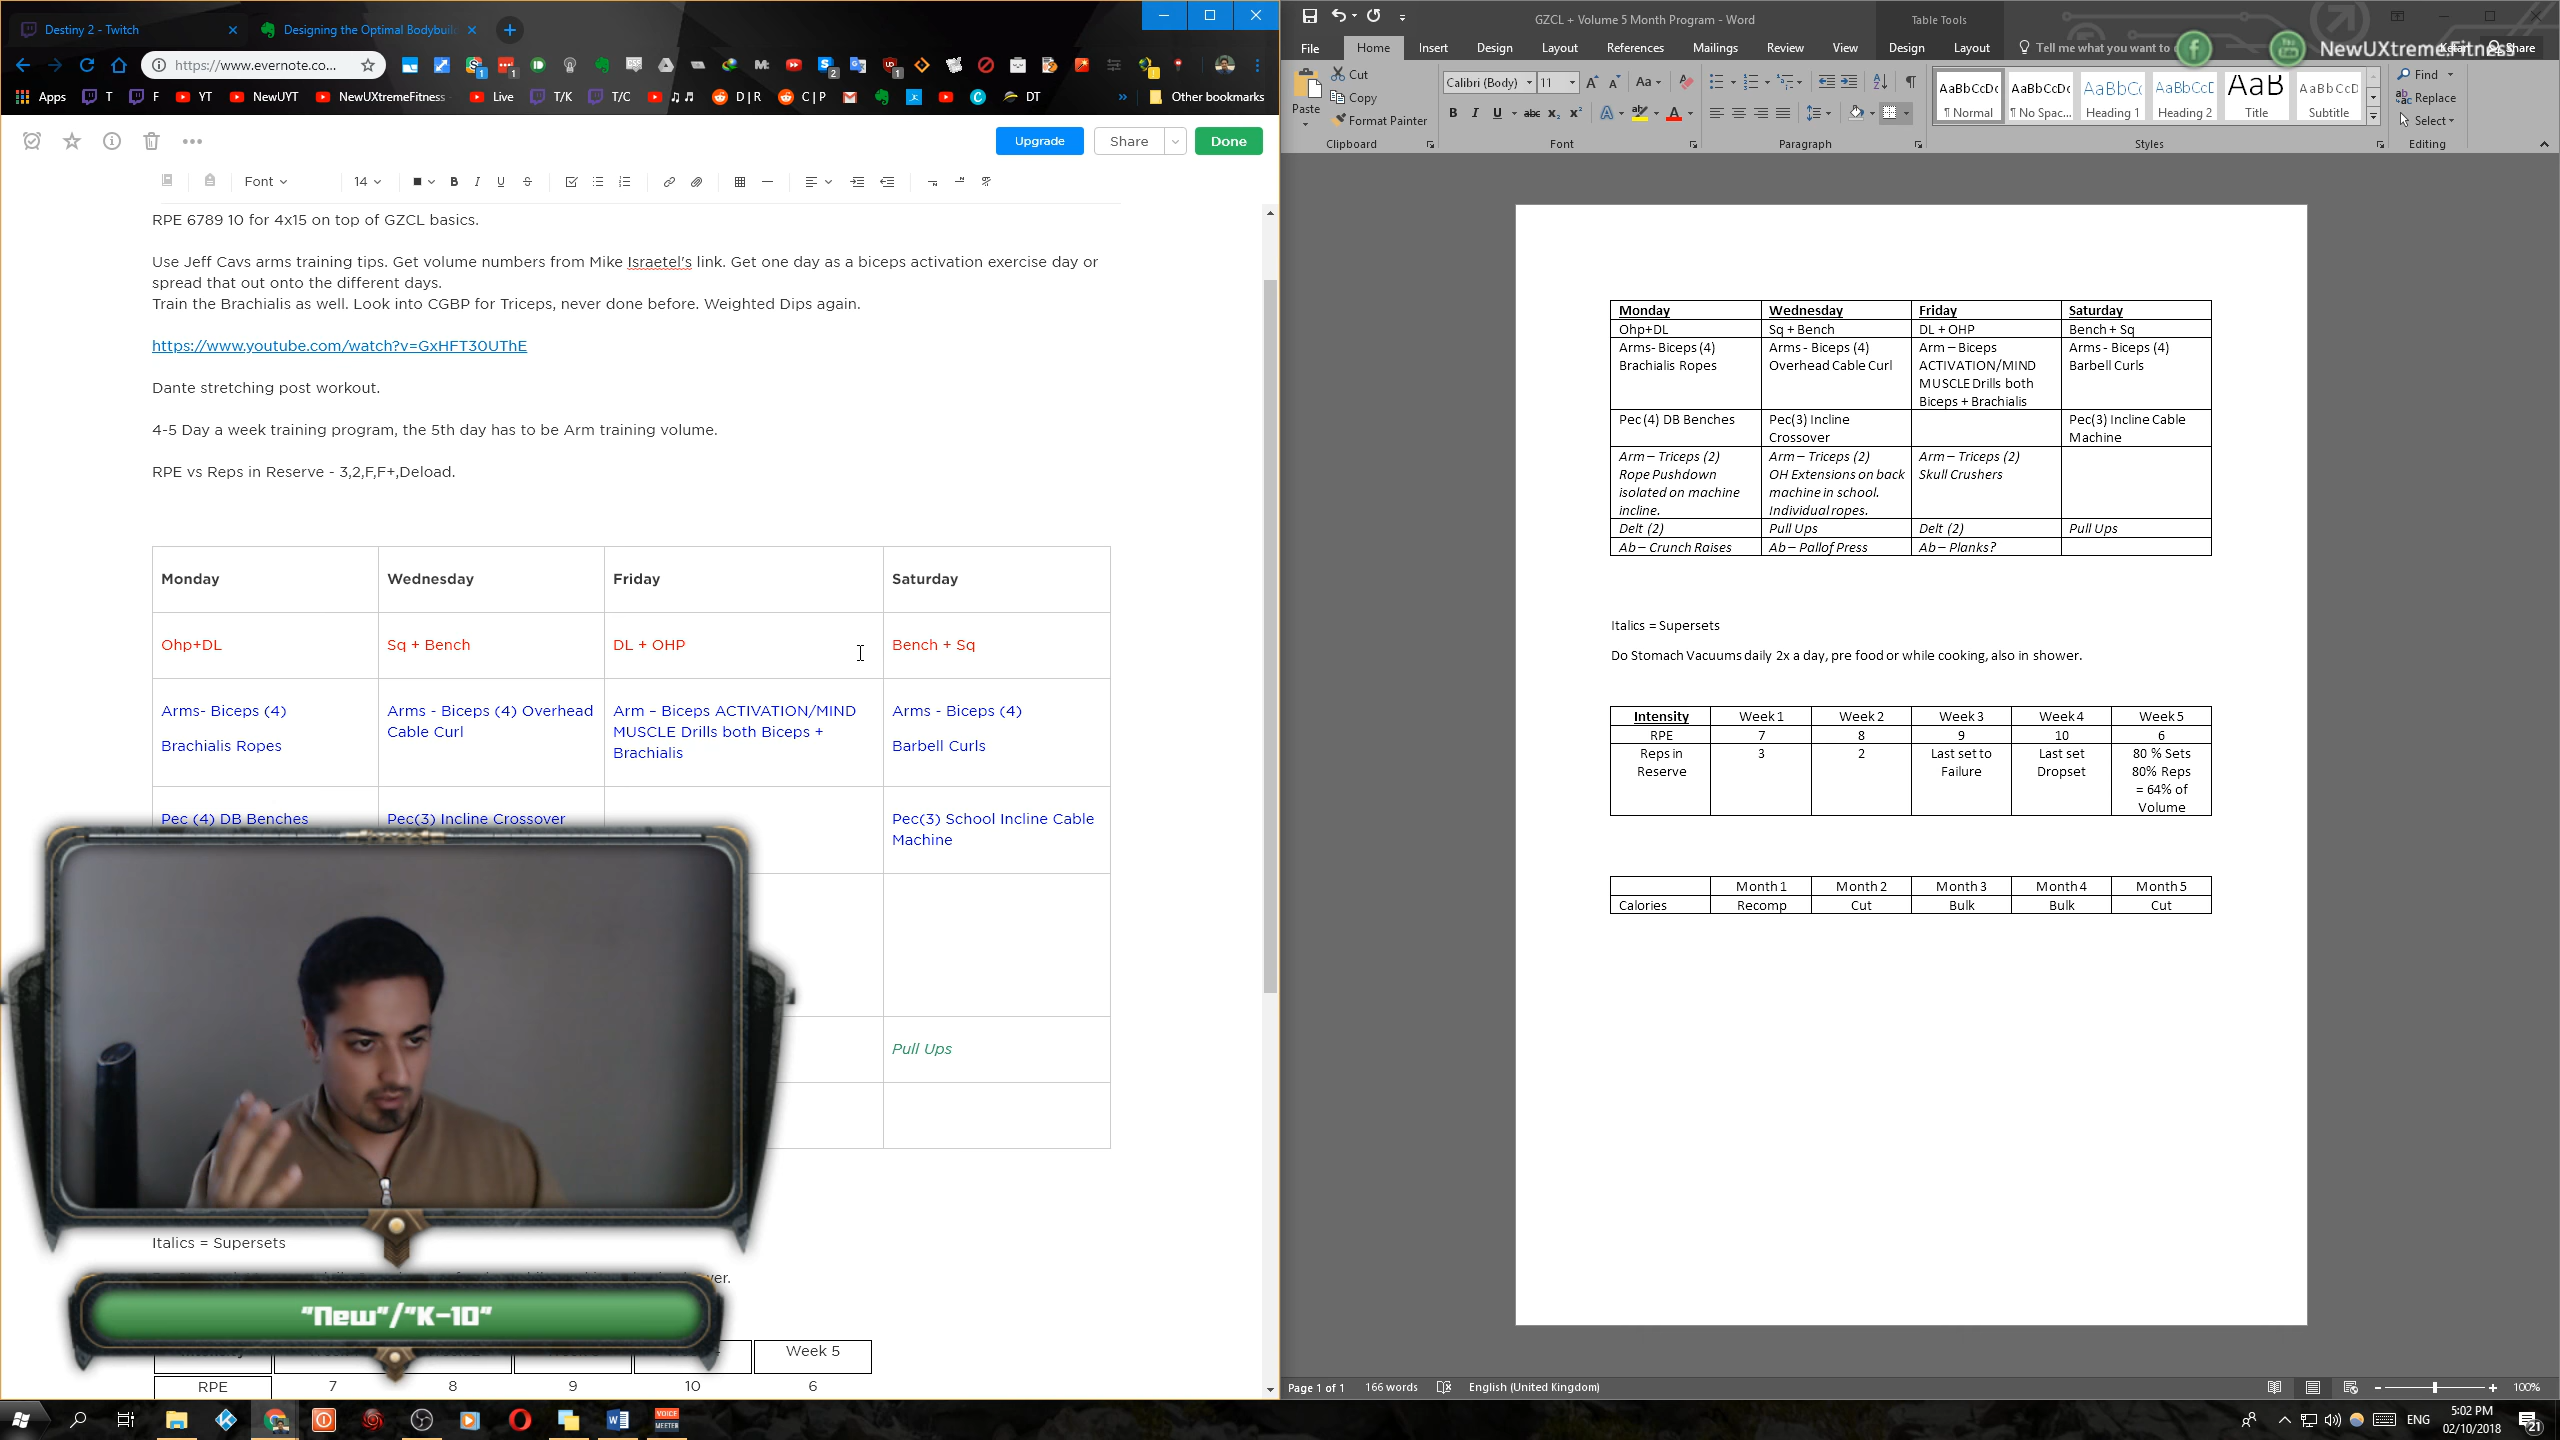 Destiny 2 - Twitch
Designing the Optimal Bodybuil
https://www.evernote.co...
Apps
T
F
YT
NewUYT
NewUXtremeFitness
Live
T/K
T/C
D|R
C|P
DT
Other bookmarks
Upgrade
Share
Done
Font
14
RPE 6789 10 for 4x15 on top of GZCL basics.
Use Jeff Cavs arms training tips. Get volume numbers from Mike Israetel's link. Get one day as a biceps activation exercise day or
spread that out onto the different days.
Train the Brachialis as well. Look into CGBP for Triceps, never done before. Weighted Dips again.
https://www.youtube.com/watch?v=GxHFT30UThE
Dante stretching post workout.
4-5 Day a week training program, the 5th day has to be Arm training volume.
RPE vs Reps in Reserve - 3,2,F,F+,Deload.
Monday
Wednesday
Friday
Saturday
Ohp+DL
Sq + Bench
DL + OHP
Bench + Sq
Arms- Biceps (4)
Brachialis Ropes
Arms - Biceps (4) Overhead
Cable Curl
Arm – Biceps ACTIVATION/MIND
MUSCLE Drills both Biceps +
Brachialis
Arms - Biceps (4)
Barbell Curls
Pec (4) DB Benches
Pec(3) Incline Crossover
Pec(3) School Incline Cable
Machine
Pull Ups
Italics = Supersets
"New"/"K-10"
Week 5
RPE
7
8
9
10
6
GZCL + Volume 5 Month Program - Word
Table Tools
File
Home
Insert
Design
Layout
References
Mailings
Review
View
Design
Layout
Tell me what you want to
Share
NewUXtreme.Fitness
Paste
Cut
Copy
Format Painter
Clipboard
Calibri (Body)
11
Font
Paragraph
¶ Normal
¶ No Spac...
Heading 1
Heading 2
Title
Subtitle
Styles
Find
Replace
Select
Editing
Monday
Wednesday
Friday
Saturday
Ohp+DL
Sq + Bench
DL + OHP
Bench + Sq
Arms- Biceps (4)
Brachialis Ropes
Arms - Biceps (4)
Overhead Cable Curl
Arm – Biceps
ACTIVATION/MIND
MUSCLE Drills both
Biceps + Brachialis
Arms - Biceps (4)
Barbell Curls
Pec (4) DB Benches
Pec(3) Incline
Crossover
Pec(3) Incline Cable
Machine
Arm – Triceps (2)
Rope Pushdown
isolated on machine
incline.
Arm – Triceps (2)
OH Extensions on back
machine in school.
Individual ropes.
Arm – Triceps (2)
Skull Crushers
Delt (2)
Pull Ups
Delt (2)
Pull Ups
Ab – Crunch Raises
Ab – Pallof Press
Ab – Planks?
Italics = Supersets
Do Stomach Vacuums daily 2x a day, pre food or while cooking, also in shower.
Intensity
Week 1
Week 2
Week 3
Week 4
Week 5
RPE
7
8
9
10
6
Reps in
Reserve
3
2
Last set to
Failure
Last set
Dropset
80 % Sets
80% Reps
= 64% of
Volume
Month 1
Month 2
Month 3
Month 4
Month 5
Calories
Recomp
Cut
Bulk
Bulk
Cut
Page 1 of 1
166 words
English (United Kingdom)
100%
ENG
5:02 PM
02/10/2018